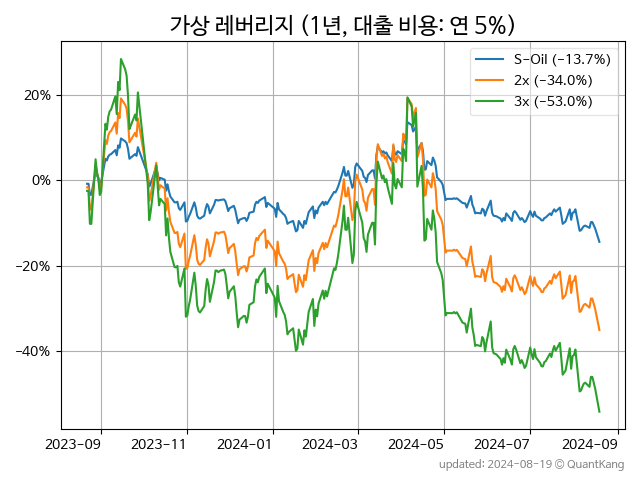 가상 레버리지 (1년, 대출 비용: 연 5%)
S-Oil (-13.7%)
2x (-34.0%)
3x (-53.0%)
20%
0%
-20%
-40%
2023-09 2023-11 2024-01 2024-03 2024-05 2024-07 2024-09
updated: 2024-08-19 © QuantKang